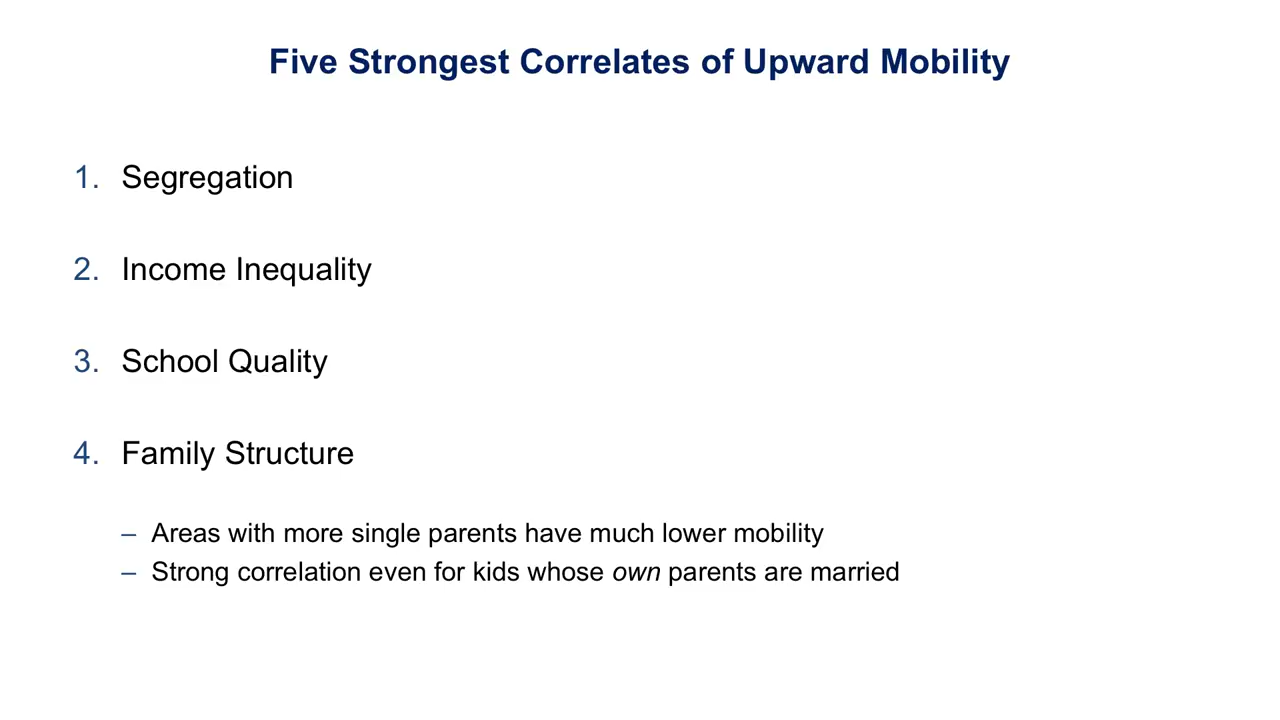 Five Strongest Correlates of Upward Mobility
1. Segregation
2. Income Inequality
3. School Quality
4. Family Structure
– Areas with more single parents have much lower mobility
– Strong correlation even for kids whose own parents are married